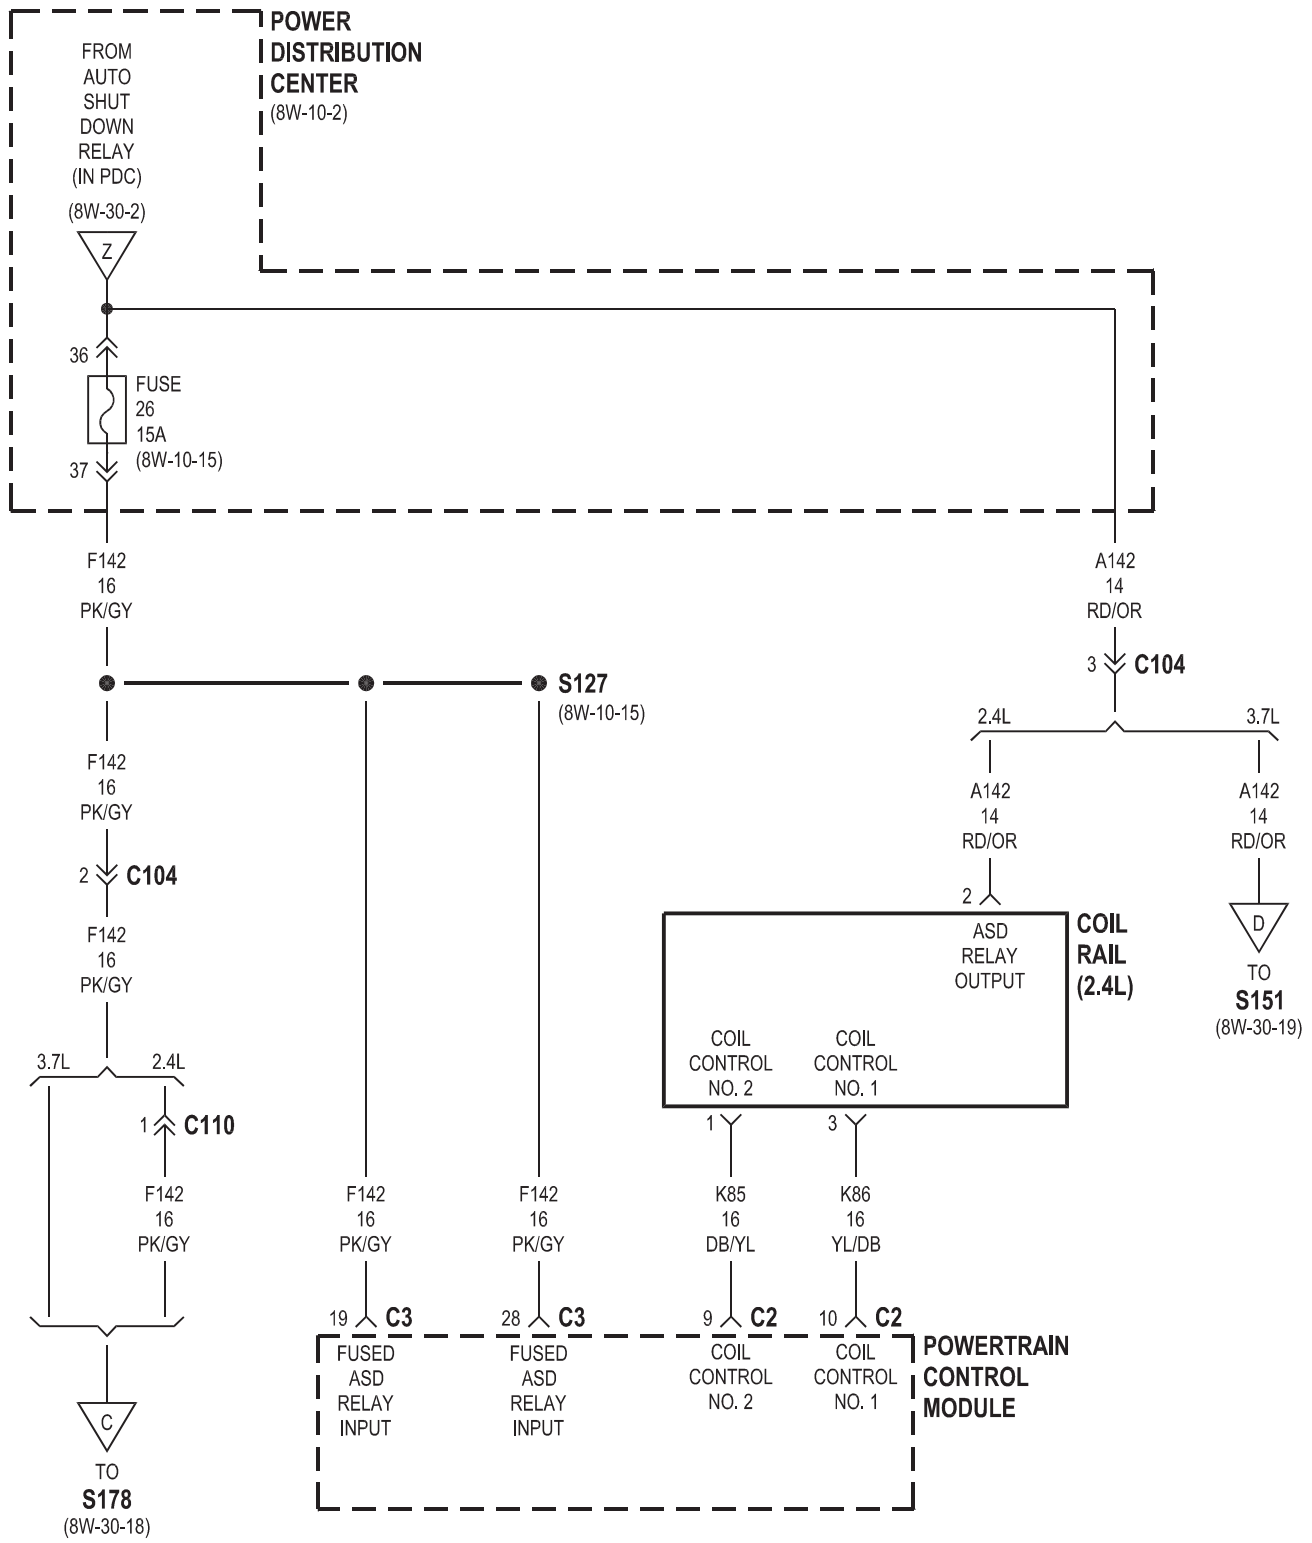 POWER
DISTRIBUTION
CENTER
(8W-10-2)
FROM
AUTO
SHUT
DOWN
RELAY
(IN PDC)
(8W-30-2)
Z
36
FUSE
26
15A
(8W-10-15)
37
F142
16
PK/GY
A142
14
RD/OR
3
C104
S127
(8W-10-15)
2.4L
3.7L
F142
16
PK/GY
A142
14
RD/OR
A142
14
RD/OR
2
C104
2
F142
16
PK/GY
COIL
RAIL
(2.4L)
ASD
RELAY
OUTPUT
D
TO
S151
(8W-30-19)
COIL
CONTROL
NO. 2
COIL
CONTROL
NO. 1
3.7L
2.4L
1
C110
1
3
F142
16
PK/GY
F142
16
PK/GY
F142
16
PK/GY
K85
16
DB/YL
K86
16
YL/DB
19
C3
28
C3
9
C2
10
C2
FUSED
ASD
RELAY
INPUT
FUSED
ASD
RELAY
INPUT
COIL
CONTROL
NO. 2
COIL
CONTROL
NO. 1
POWERTRAIN
CONTROL
MODULE
C
TO
S178
(8W-30-18)